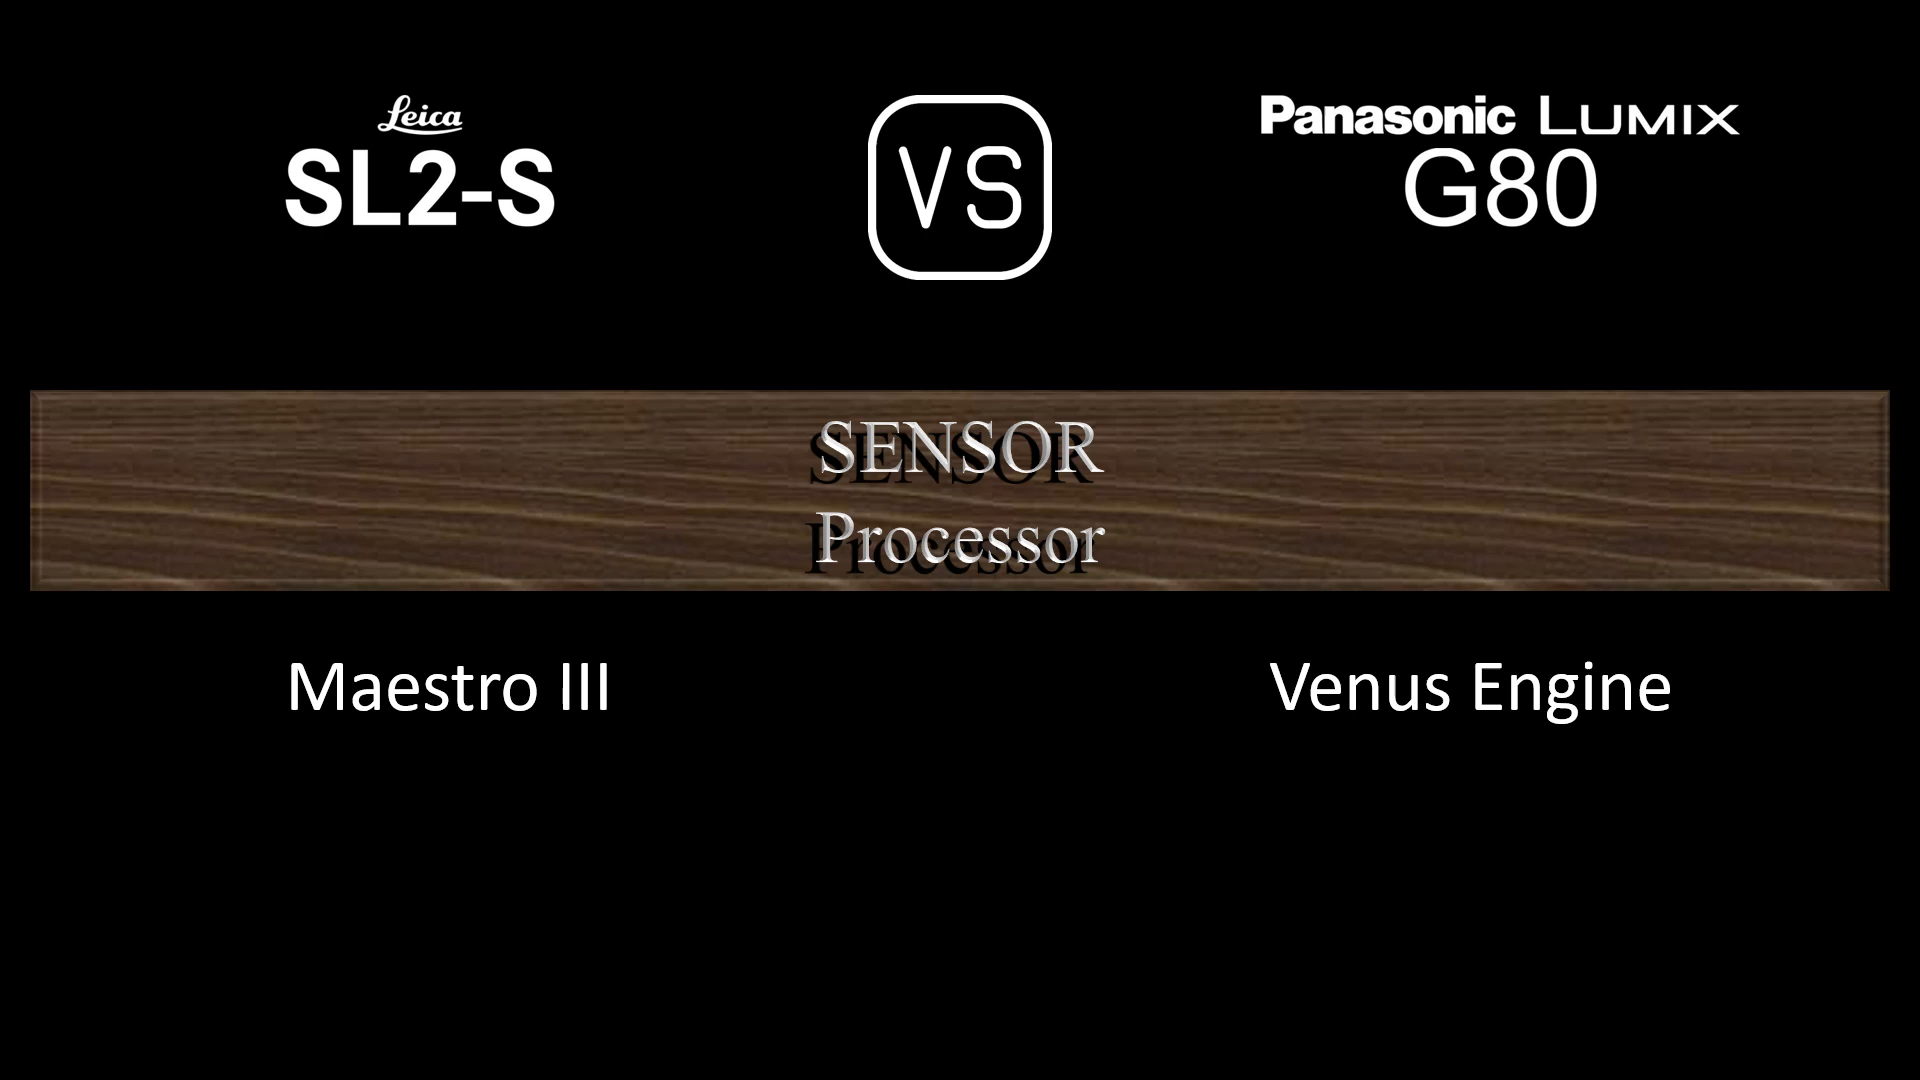 Leica
SL2-S
VS
Panasonic LUMIX
G80
SENSOR
Processor
Maestro III
Venus Engine